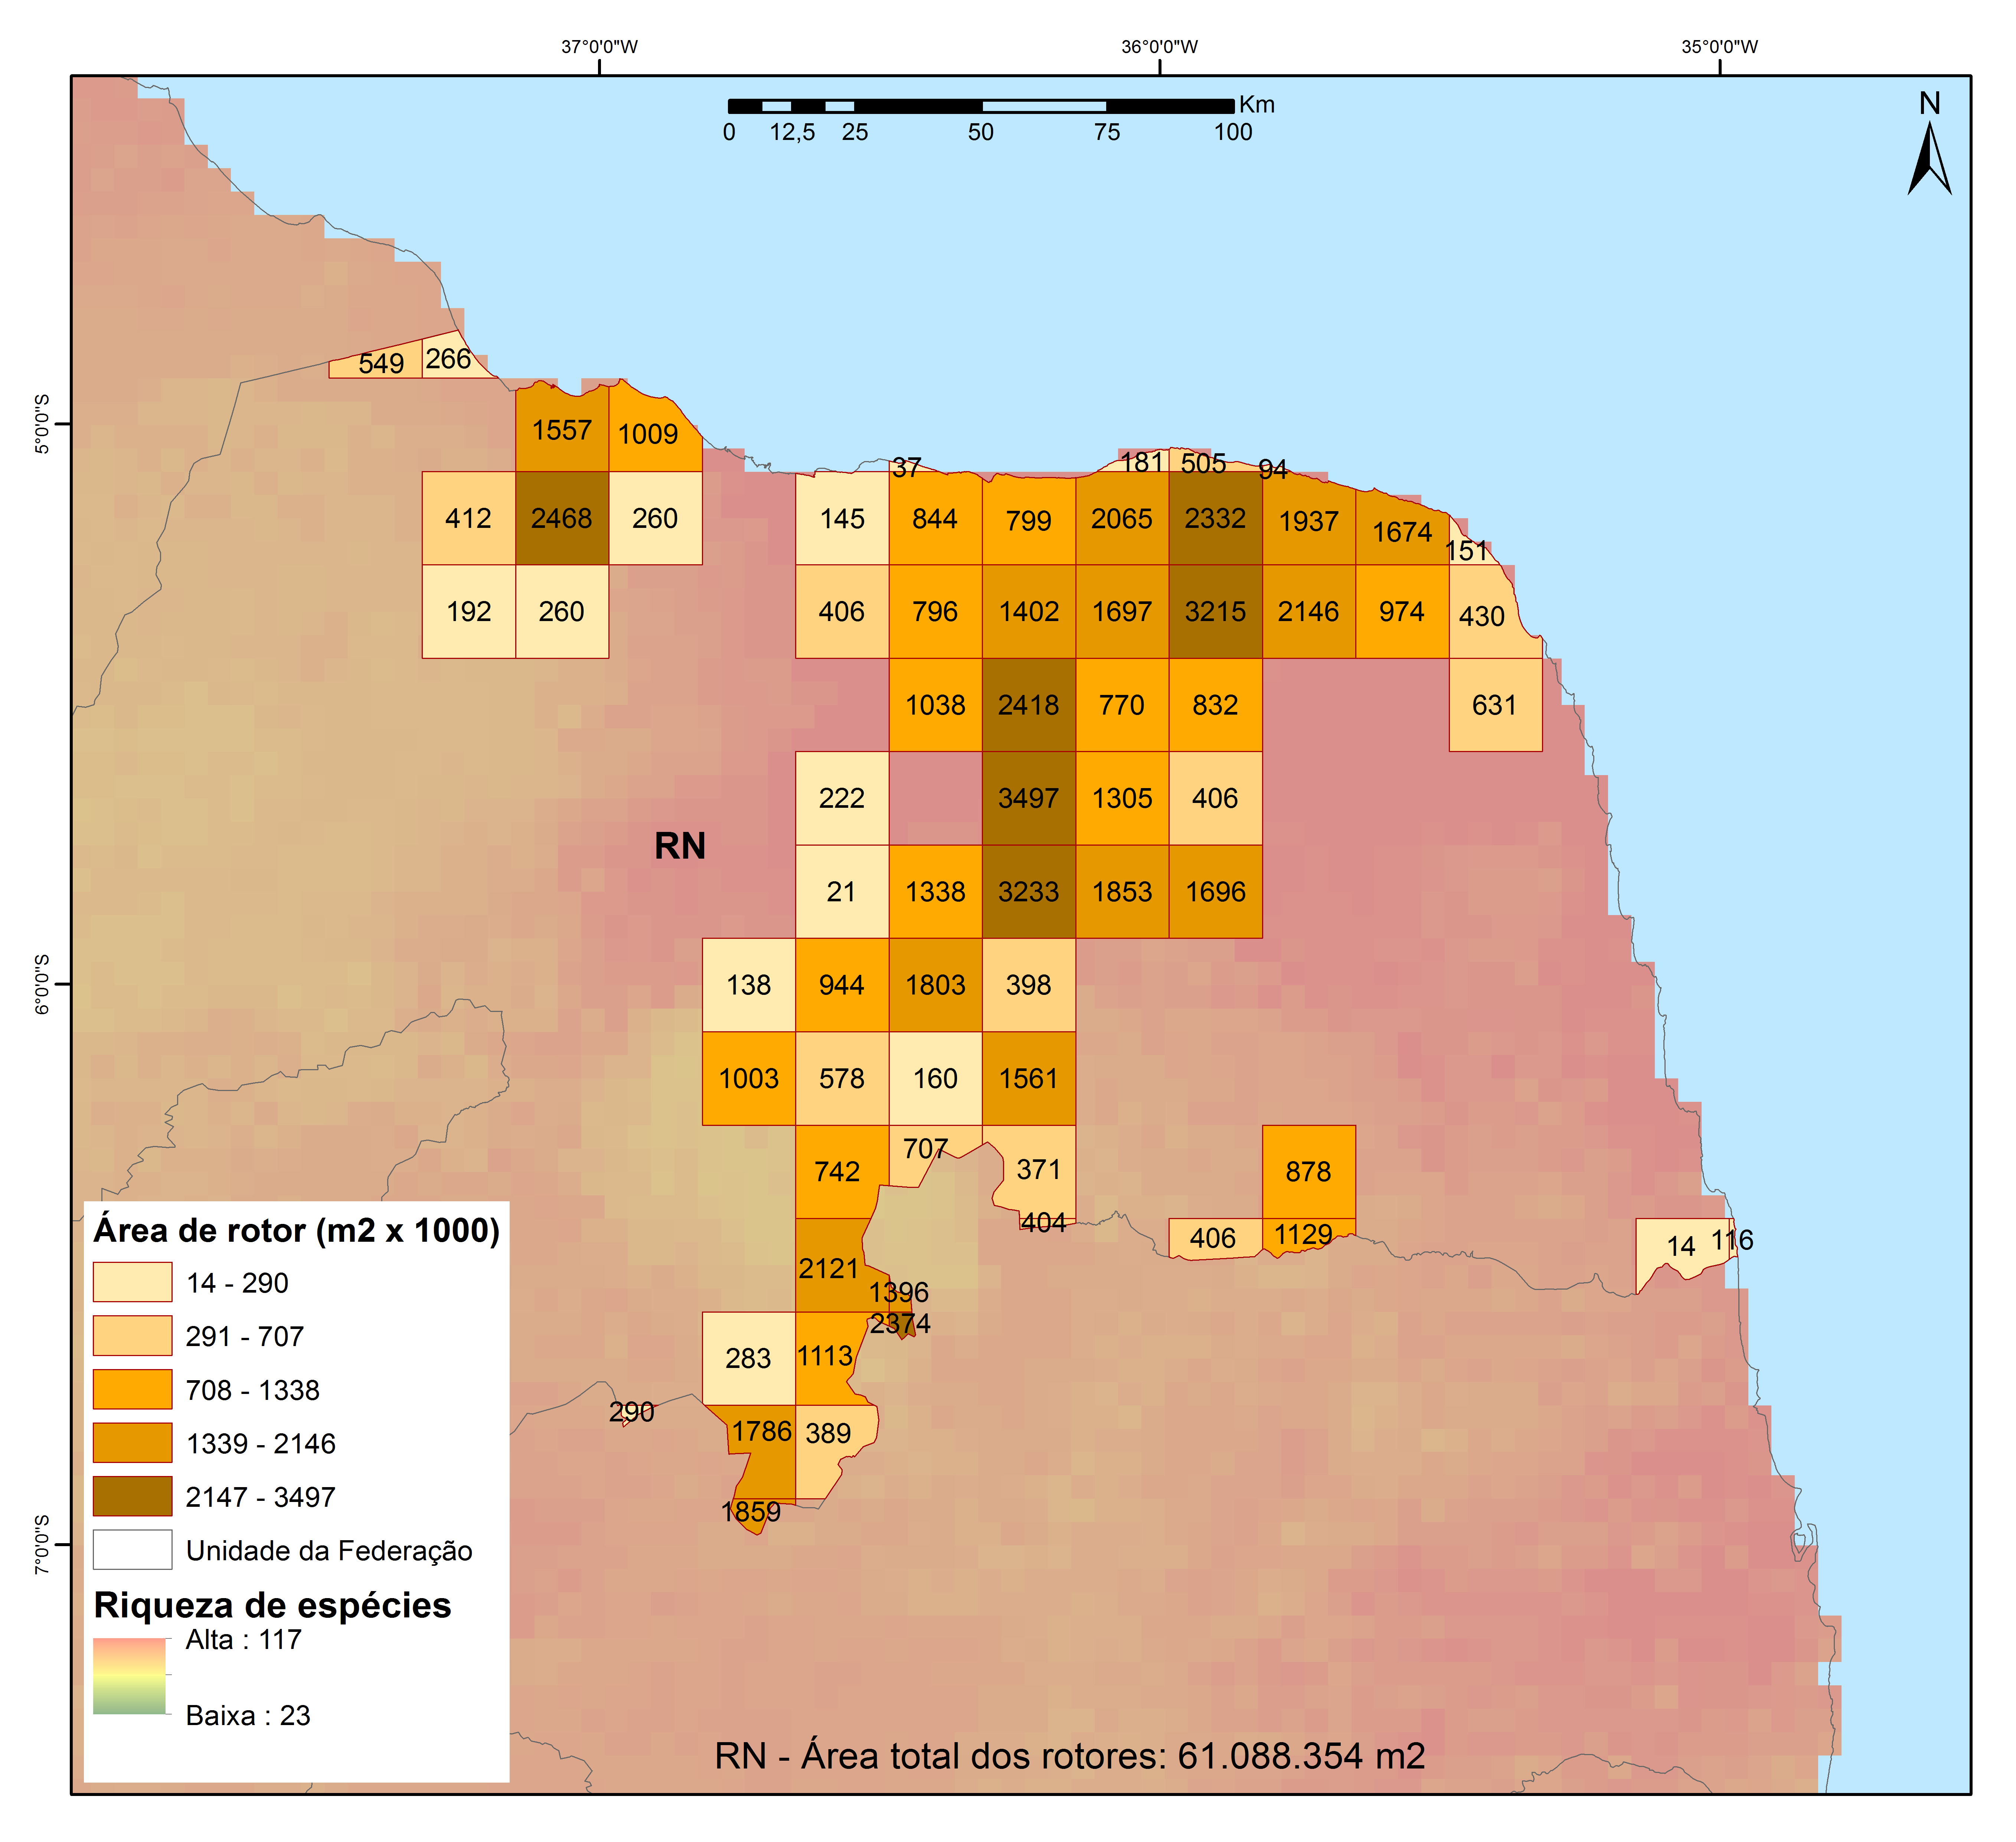 37°0'0"W 36°0'0"W 35°0'0"W
N
Km
0 12,5 25 50 75 100
549 266
5°0'0"S
1557 1009
37 181 505 94
412 2468 260 145 844 799 2065 2332 1937 1674
151
192 260 406 796 1402 1697 3215 2146 974 430
1038 2418 770 832 631
222 3497 1305 406
RN
21 1338 3233 1853 1696
6°0'0"S
138 944 1803 398
1003 578 160 1561
707
742 371 878
404
406 1129 14 116
2121
1396
2374
283 1113
290
1786 389
1859
7°0'0"S
Área de rotor (m2 x 1000)
14 - 290
291 - 707
708 - 1338
1339 - 2146
2147 - 3497
Unidade da Federação
Riqueza de espécies
Alta : 117
Baixa : 23
RN - Área total dos rotores: 61.088.354 m2